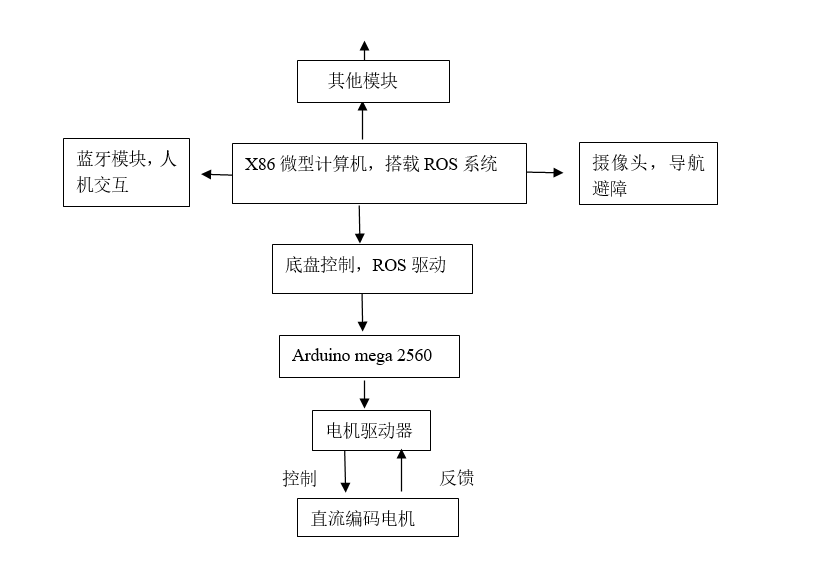 其他模块
蓝牙模块，人
机交互
X86 微型计算机，搭载 ROS 系统
摄像头，导航
避障
底盘控制，ROS 驱动
Arduino mega 2560
电机驱动器
控制
反馈
直流编码电机